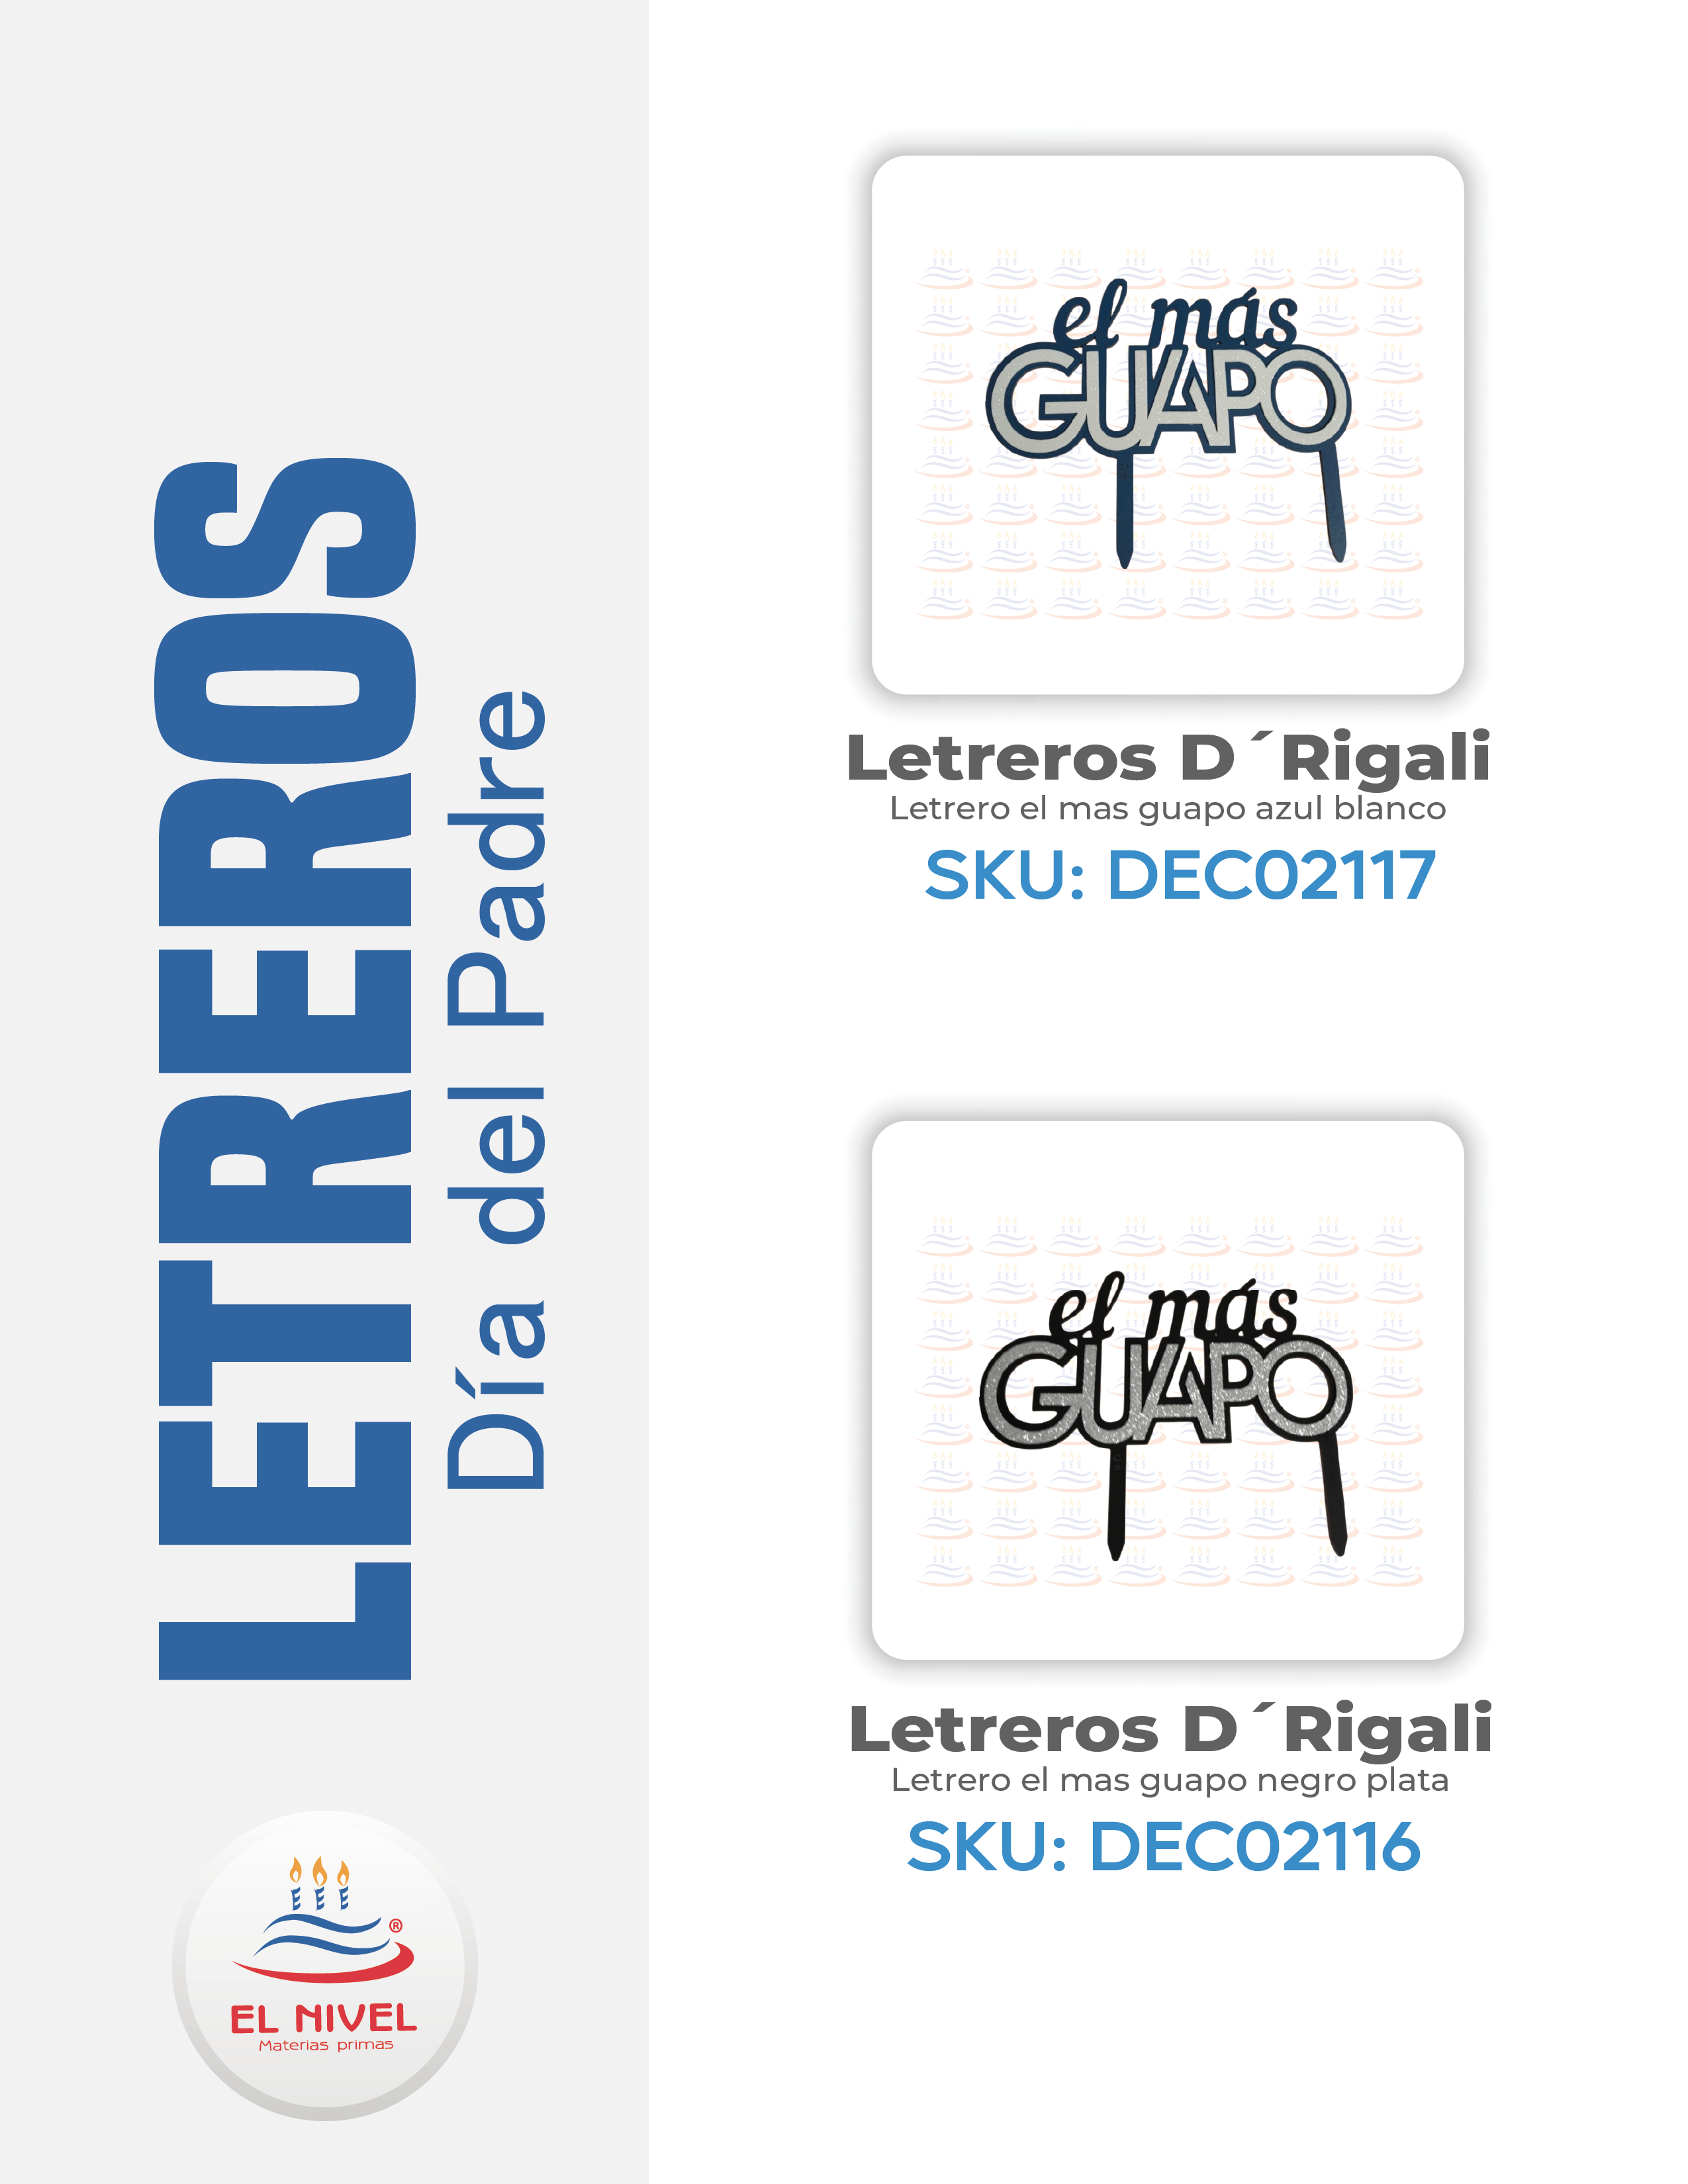 LETREROS
Día del Padre
el más
GUAPO
Letreros D´Rigali
Letrero el mas guapo azul blanco
SKU: DEC02117
el más
GUAPO
Letreros D´Rigali
Letrero el mas guapo negro plata
SKU: DEC02116
®
EL NIVEL
Materias primas